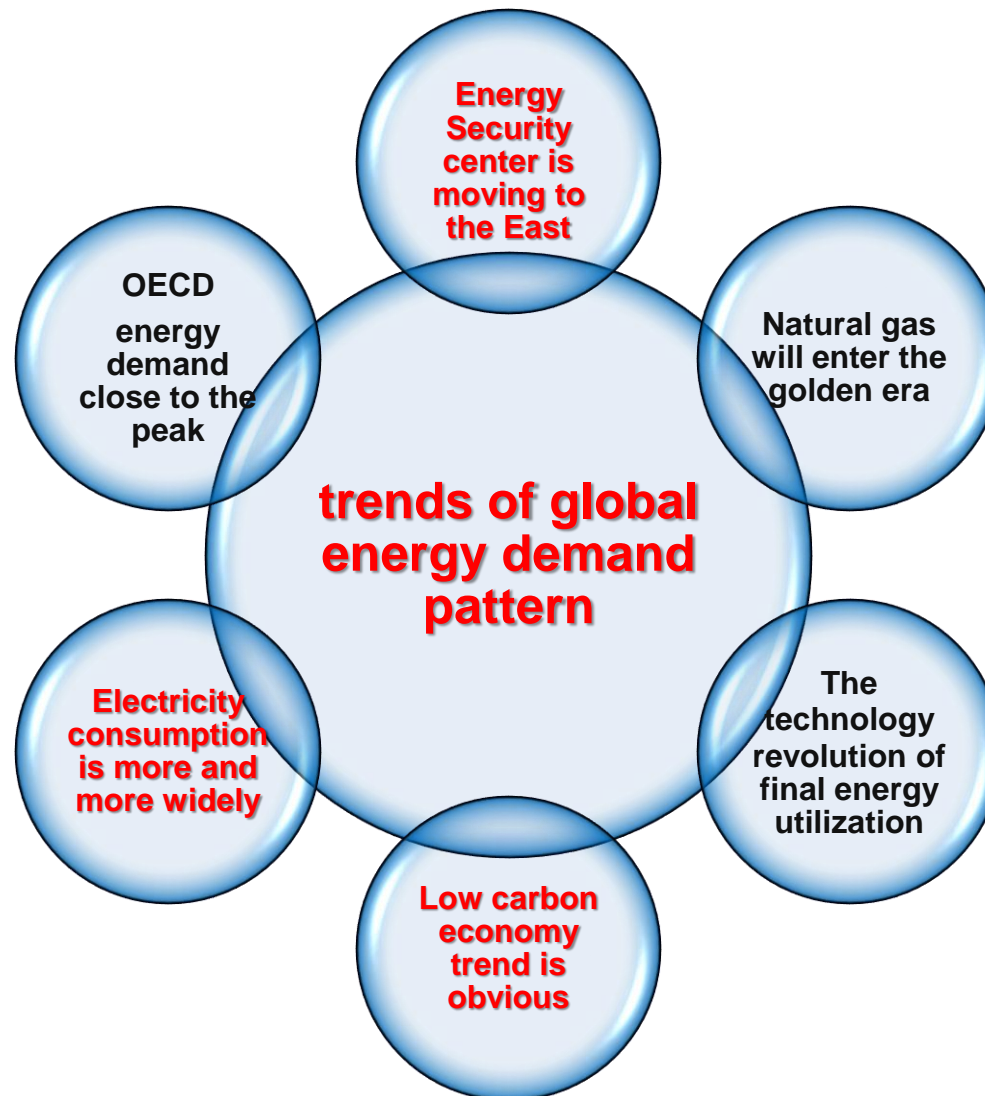 Energy
Security
center is
moving to
the East
OECD
energy
demand
close to the
peak
Natural gas
will enter the
golden era
trends of global
energy demand
pattern
Electricity
consumption
is more and
more widely
The
technology
revolution of
final energy
utilization
Low carbon
economy
trend is
obvious